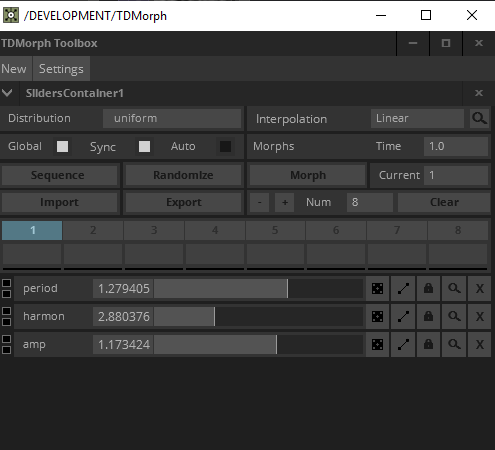 /DEVELOPMENT/TDMorph
TDMorph Toolbox
New Settings
SlidersContainer1
Distribution uniform Interpolation Linear
Global Sync Auto Morphs Time 1.0
Sequence Randomize Morph Current 1
Import Export - + Num 8 Clear
1 2 3 4 5 6 7 8
period 1.279405 X
harmon 2.880376 X
amp 1.173424 X